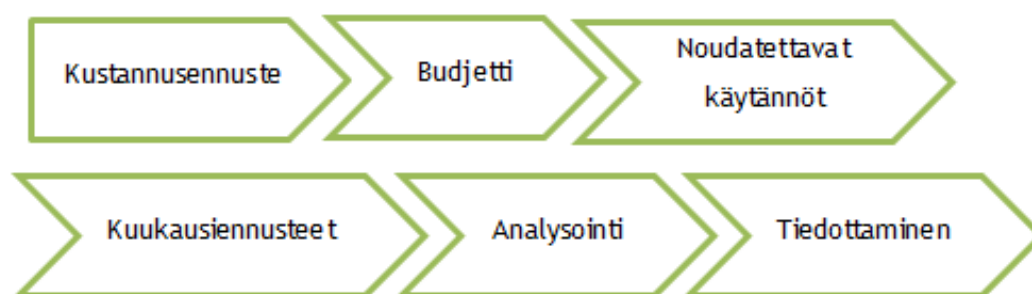 Kustannusennuste
Budjetti
Noudatettavat
käytännöt
Kuukausiennusteet
Analysointi
Tiedottaminen